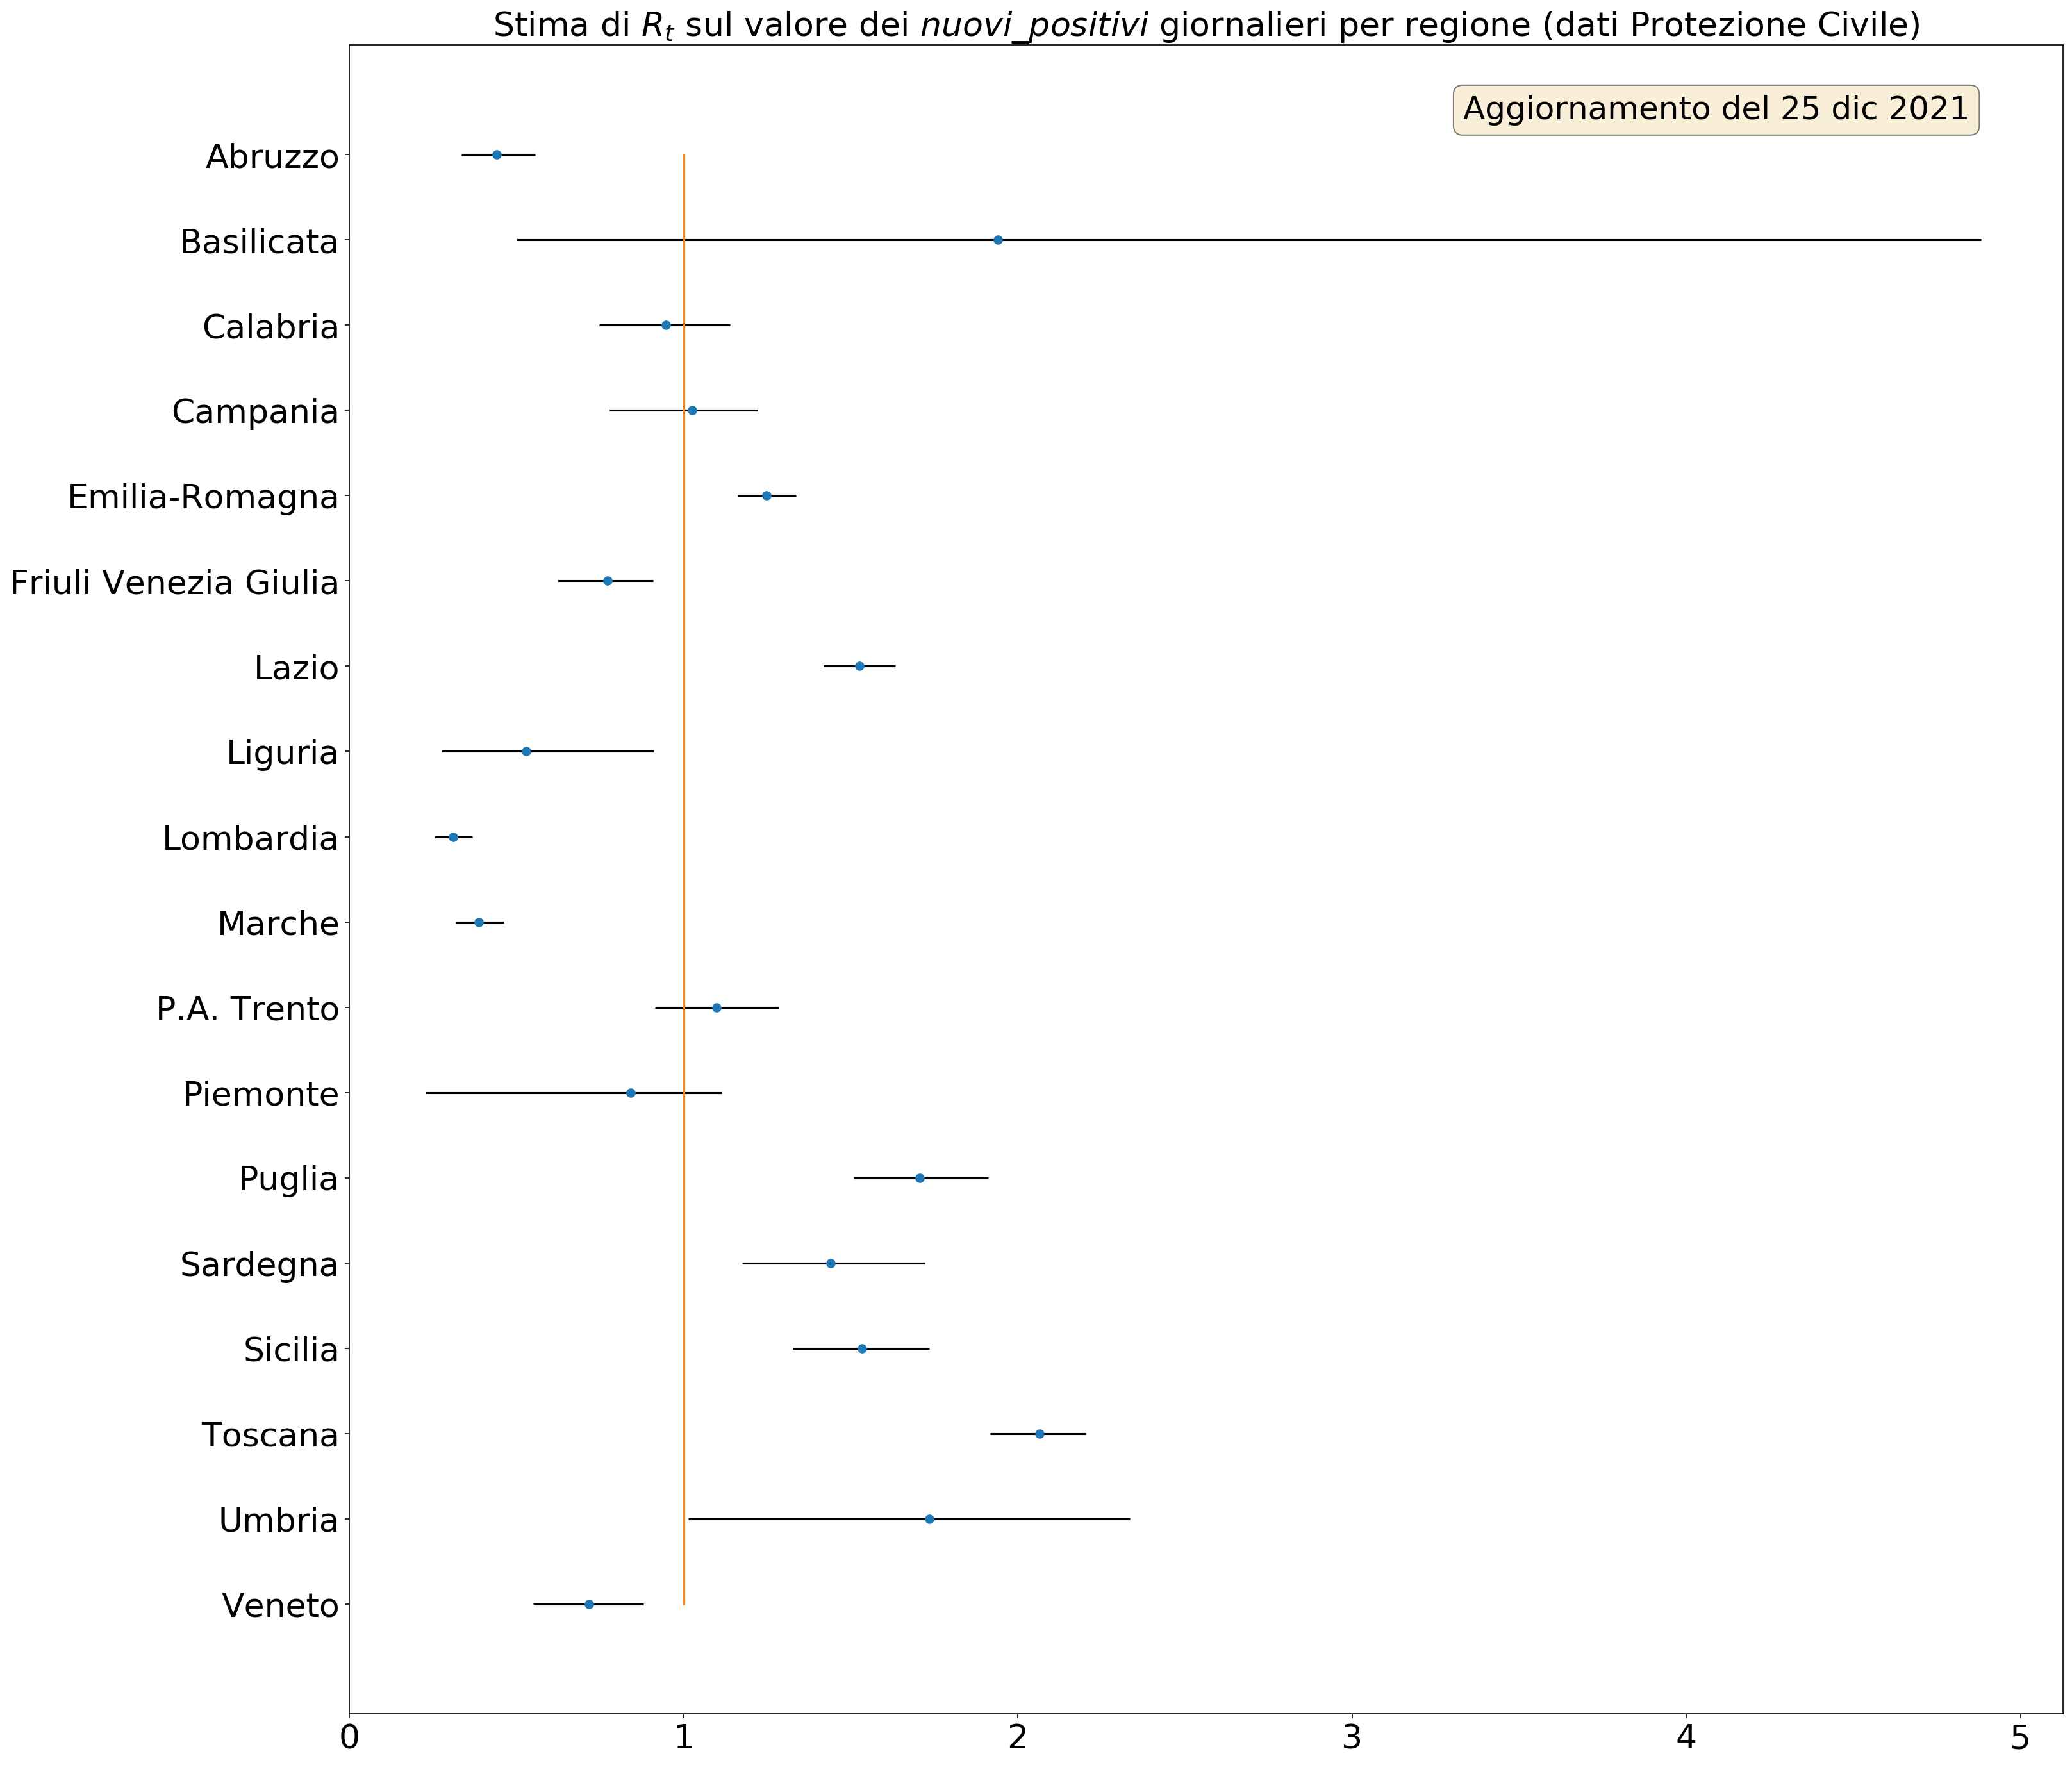 Stima di Rt sul valore dei nuovi_positivi giornalieri per regione (dati Protezione Civile)
Aggiornamento del 25 dic 2021
Abruzzo
Basilicata
Calabria
Campania
Emilia-Romagna
Friuli Venezia Giulia
Lazio
Liguria
Lombardia
Marche
P.A. Trento
Piemonte
Puglia
Sardegna
Sicilia
Toscana
Umbria
Veneto
0 1 2 3 4 5